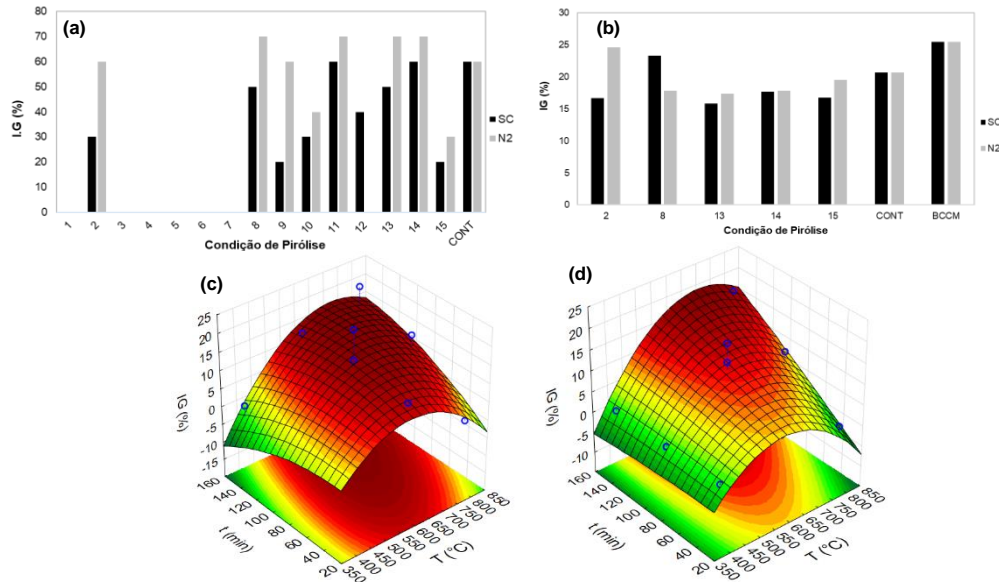 (a)
I.G (%)
80
70
60
50
40
30
20
10
0
1 2 3 4 5 6 7 8 9 10 11 12 13 14 15 CONT
Condição de Pirólise
SC
N2
(b)
IG (%)
30
25
20
15
10
5
0
2 8 13 14 15 CONT BCCM
Condição de Pirólise
SC
N2
(c)
IG (%)
25
20
15
10
5
0
-5
-10
-15
160 140 120 100 80 60 40 20
t (min)
350 400 450 500 550 600 650 700 750 800 850
T (°C)
(d)
IG (%)
25
20
15
10
5
0
-5
-10
160 140 120 100 80 60 40 20
t (min)
350 400 450 500 550 600 650 700 750 800 850
T (°C)